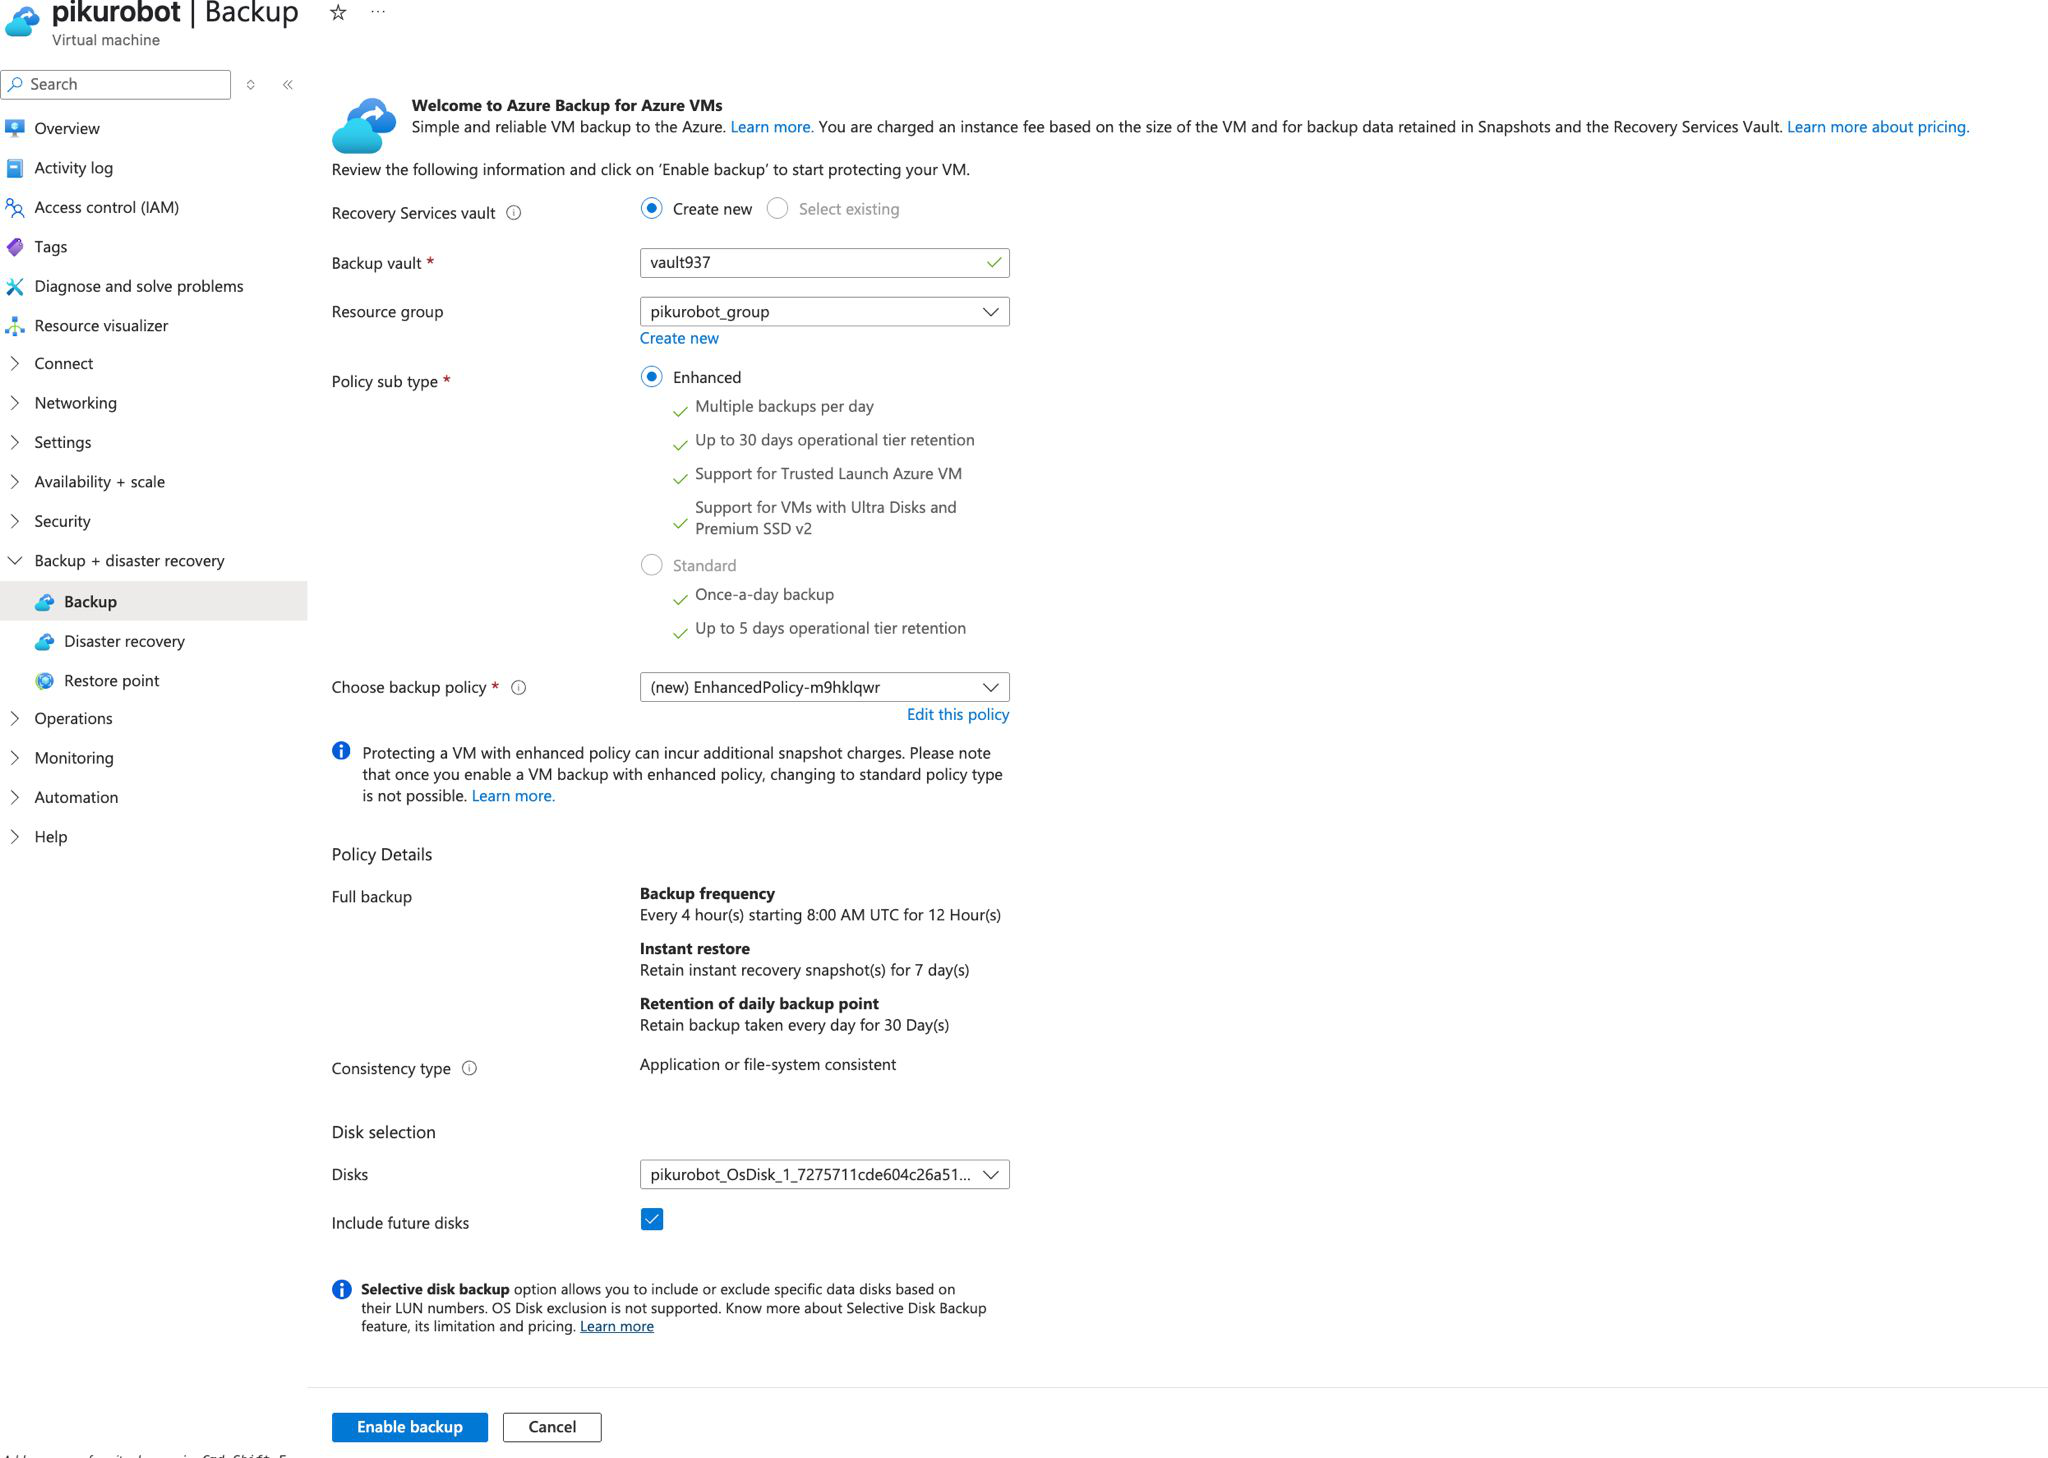 pikurobot | Backup
Virtual machine
Search
Overview
Activity log
Access control (IAM)
Tags
Diagnose and solve problems
Resource visualizer
Connect
Networking
Settings
Availability + scale
Security
Backup + disaster recovery
Backup
Disaster recovery
Restore point
Operations
Monitoring
Automation
Help
Welcome to Azure Backup for Azure VMs
Simple and reliable VM backup to the Azure. Learn more. You are charged an instance fee based on the size of the VM and for backup data retained in Snapshots and the Recovery Services Vault. Learn more about pricing.
Review the following information and click on ‘Enable backup’ to start protecting your VM.
Recovery Services vault
Create new
Select existing
Backup vault *
vault937
Resource group
pikurobot_group
Create new
Policy sub type *
Enhanced
Multiple backups per day
Up to 30 days operational tier retention
Support for Trusted Launch Azure VM
Support for VMs with Ultra Disks and
Premium SSD v2
Standard
Once-a-day backup
Up to 5 days operational tier retention
Choose backup policy *
(new) EnhancedPolicy-m9hklqwr
Edit this policy
Protecting a VM with enhanced policy can incur additional snapshot charges. Please note
that once you enable a VM backup with enhanced policy, changing to standard policy type
is not possible. Learn more.
Policy Details
Full backup
Backup frequency
Every 4 hour(s) starting 8:00 AM UTC for 12 Hour(s)
Instant restore
Retain instant recovery snapshot(s) for 7 day(s)
Retention of daily backup point
Retain backup taken every day for 30 Day(s)
Consistency type
Application or file-system consistent
Disk selection
Disks
pikurobot_OsDisk_1_7275711cde604c26a51...
Include future disks
Selective disk backup option allows you to include or exclude specific data disks based on
their LUN numbers. OS Disk exclusion is not supported. Know more about Selective Disk Backup
feature, its limitation and pricing. Learn more
Enable backup
Cancel